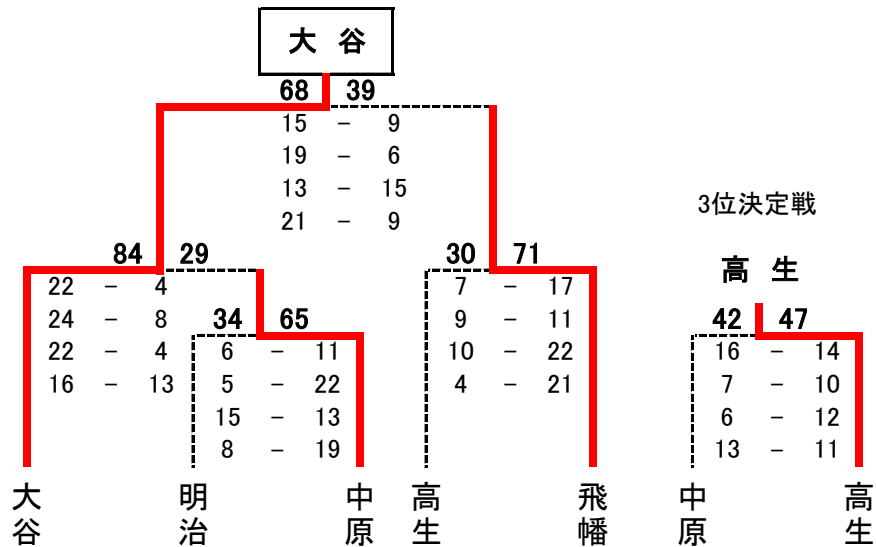 大 谷
68 39
15 － 9
19 － 6
13 － 15
21 － 9
3位決定戦
84 29
22 － 4
24 － 8
22 － 4
16 － 13
34 65
6 － 11
5 － 22
15 － 13
8 － 19
30 71
7 － 17
9 － 11
10 － 22
4 － 21
高 生
42 47
16 － 14
7 － 10
6 － 12
13 － 11
大谷
明治
中原
高生
飛幡
中原
高生